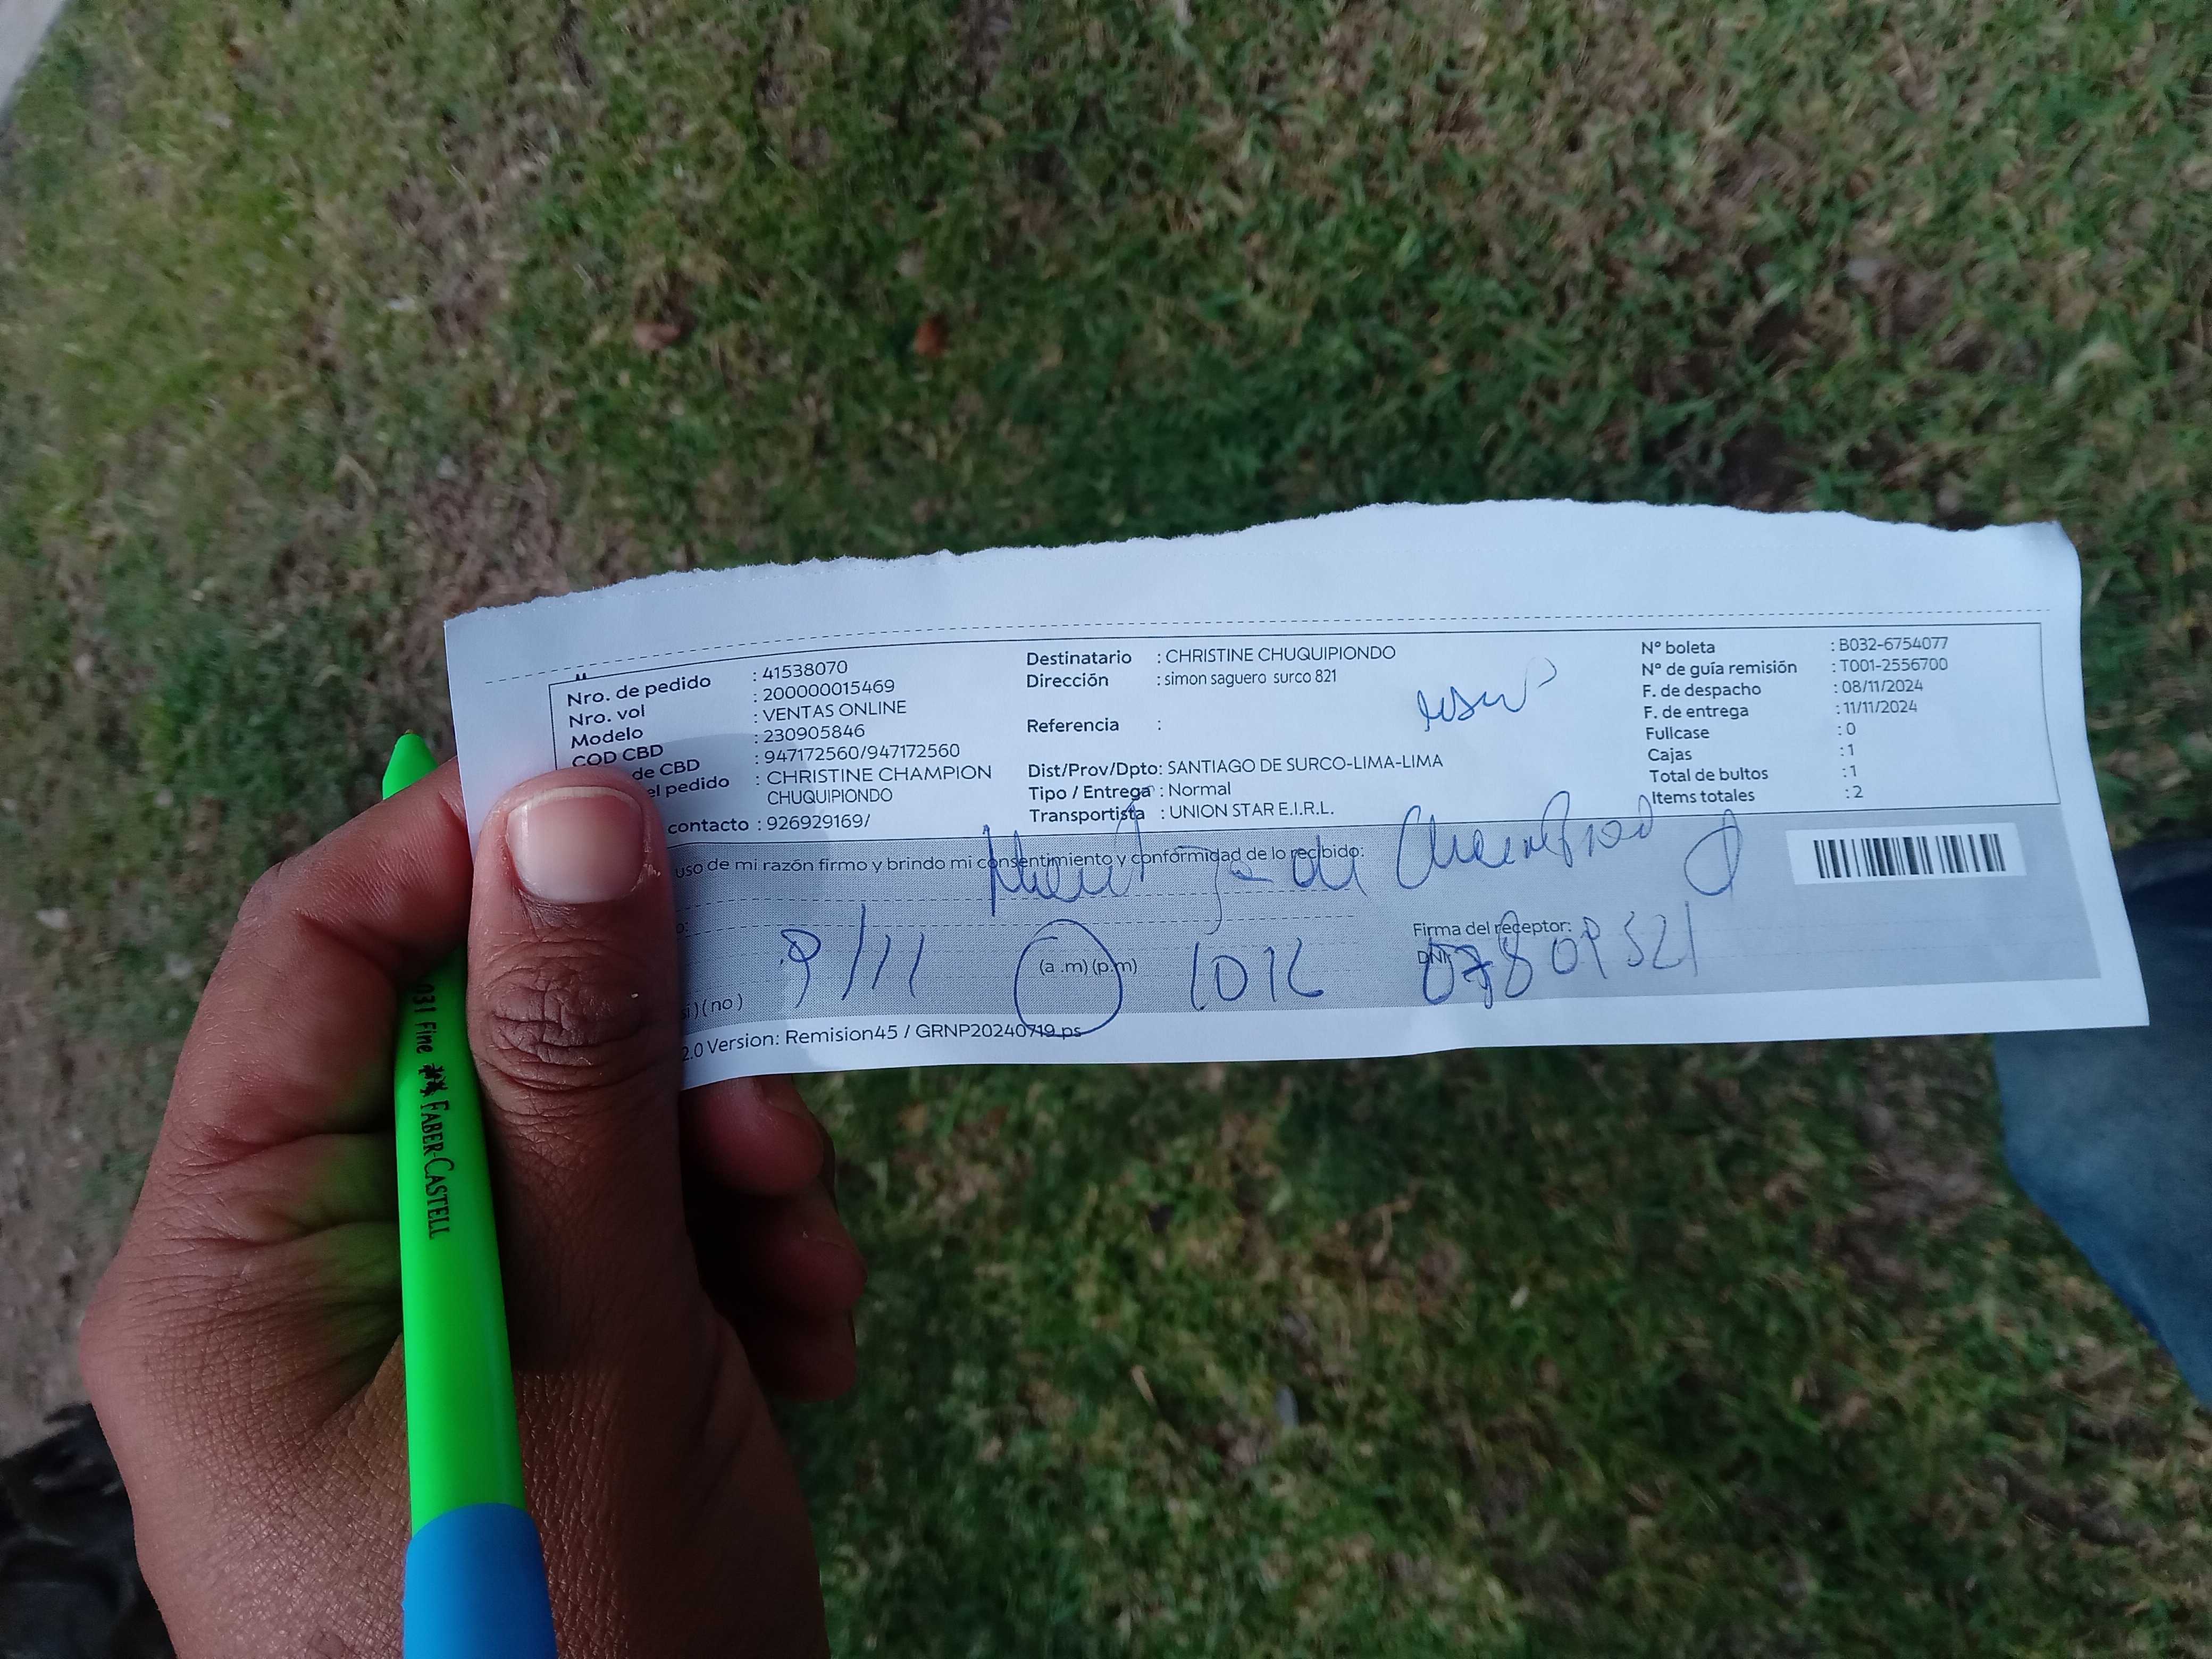 Nro. de pedido : 41538070
Nro. vol : 200000015469
Modelo : VENTAS ONLINE
COD CBD : 230905846
de CBD : 947172560/947172560
el pedido : CHRISTINE CHAMPION
CHUQUIPIONDO
contacto : 926929169/
Destinatario : CHRISTINE CHUQUIPIONDO
Dirección : simon saguero surco 821
Referencia :
Dist/Prov/Dpto: SANTIAGO DE SURCO-LIMA-LIMA
Tipo / Entrega : Normal
Transportista : UNION STAR E.I.R.L.
N° boleta : B032-6754077
N° de guía remisión : T001-2556700
F. de despacho : 08/11/2024
F. de entrega : 11/11/2024
Fullcase : 0
Cajas : 1
Total de bultos : 1
Items totales : 2
uso de mi razón firmo y brindo mi consentimiento y conformidad de lo recibido:
o:
Firma del receptor:
9/11 (a .m) (p.m) DNI 07809521
si) (no)
2.0 Version: Remision45 / GRNP20240719.ps
031 fine FABER-CASTELL